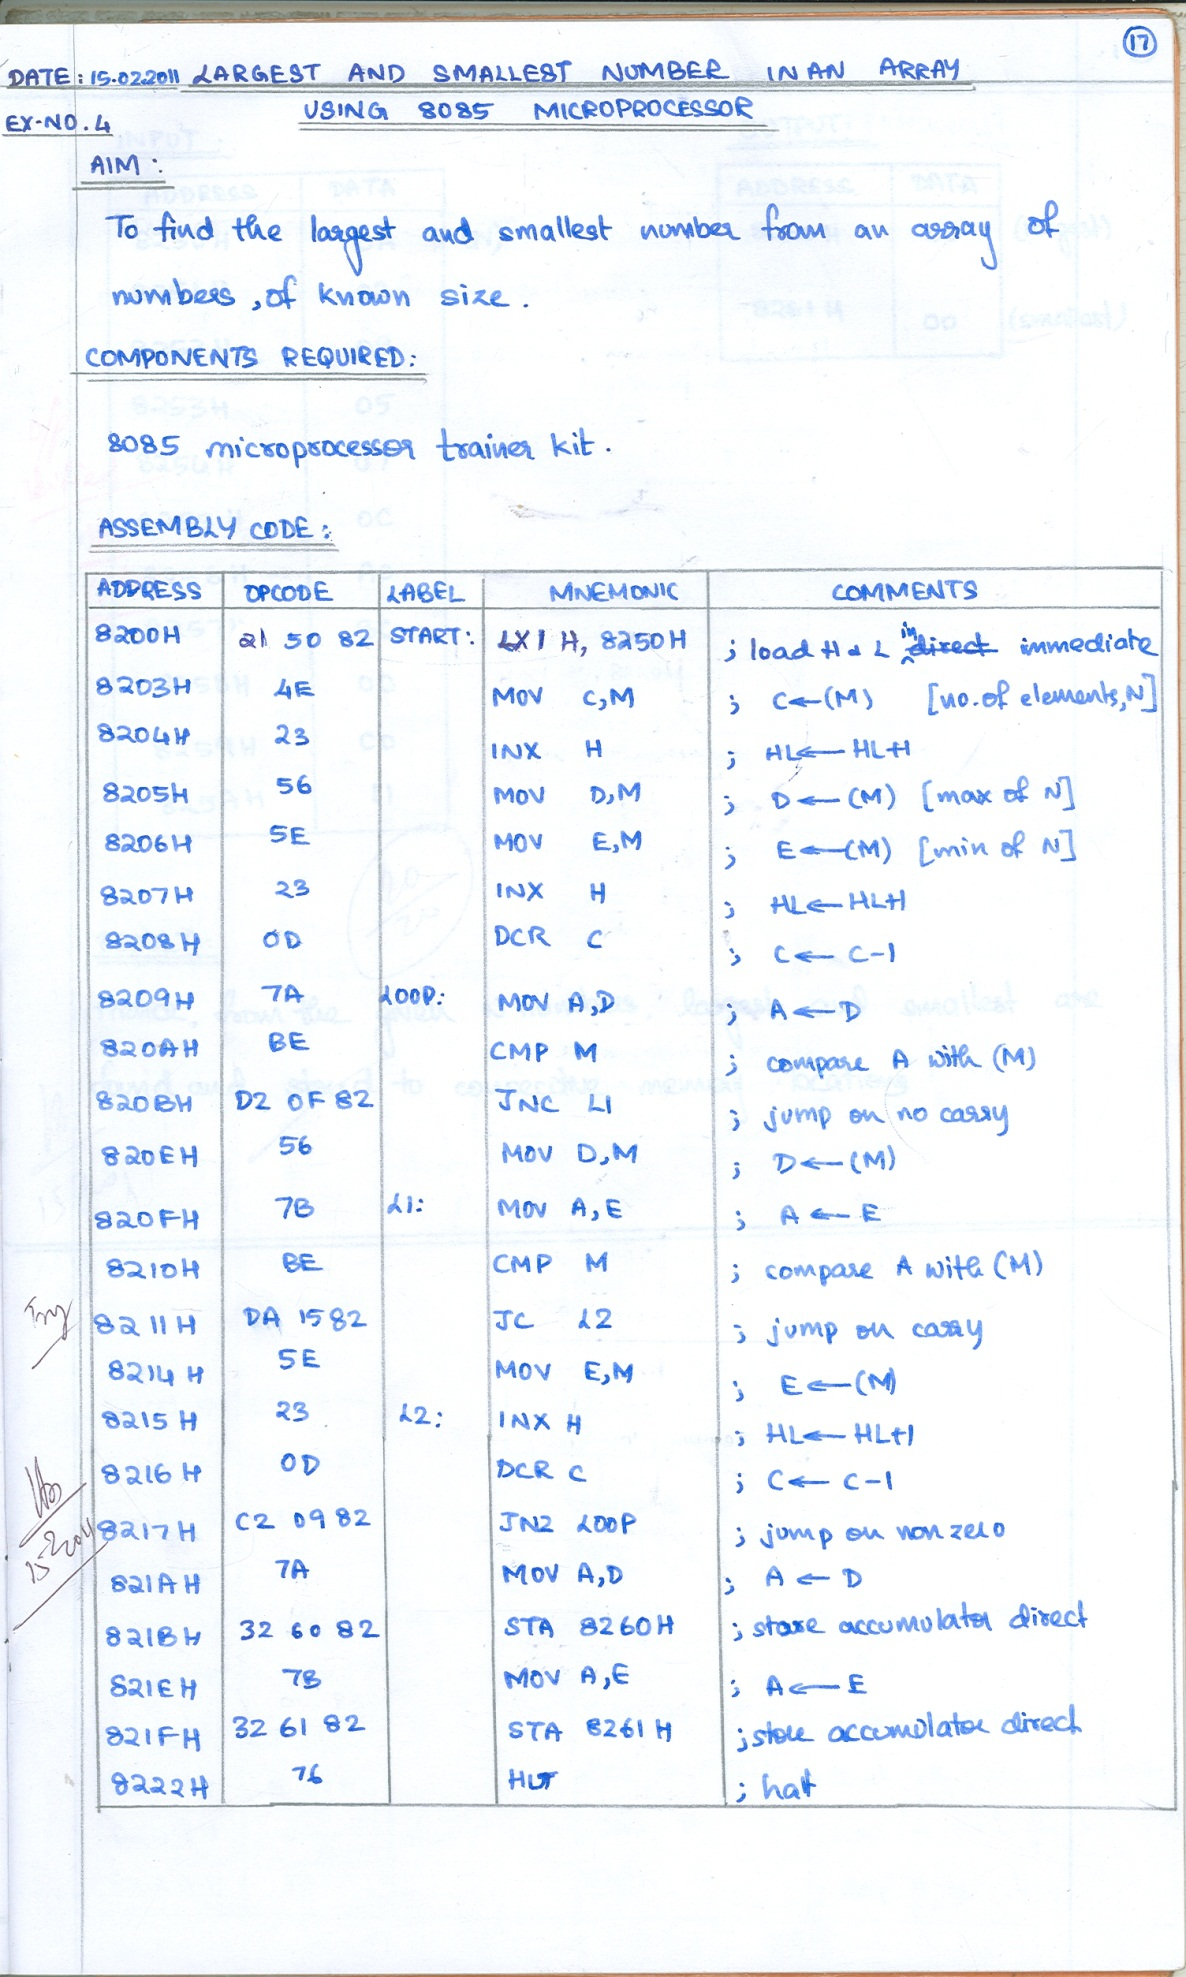 17
DATE: 15.02.2011 LARGEST AND SMALLEST NUMBER IN AN ARRAY
USING 8085 MICROPROCESSOR
EX-NO.4
AIM:
To find the largest and smallest number from an array of
numbers, of known size.
COMPONENTS REQUIRED:
8085 microprocessor trainer kit.
ASSEMBLY CODE:
ADDRESS OPCODE LABEL MNEMONIC COMMENTS
8200H 21 50 82 START: LXI H, 8250H ; load H & L in direct immediate
8203H 4E MOV C,M ; C←(M) [no. of elements,N]
8204H 23 INX H ; HL←HL+1
8205H 56 MOV D,M ; D←(M) [max of N]
8206H 5E MOV E,M ; E←(M) [min of N]
8207H 23 INX H ; HL←HL+1
8208H 0D DCR C ; C←C-1
8209H 7A LOOP: MOV A,D ; A←D
820AH BE CMP M ; compare A with (M)
820BH D2 0F 82 JNC L1 ; jump on no carry
820EH 56 MOV D,M ; D←(M)
820FH 7B L1: MOV A,E ; A←E
8210H BE CMP M ; compare A with (M)
8211H DA 15 82 JC L2 ; jump on carry
8214H 5E MOV E,M ; E←(M)
8215H 23 L2: INX H ; HL←HL+1
8216H 0D DCR C ; C←C-1
8217H C2 09 82 JNZ LOOP ; jump on non zero
821AH 7A MOV A,D ; A←D
821BH 32 60 82 STA 8260H ; store accumulator direct
821EH 7B MOV A,E ; A←E
821FH 32 61 82 STA 8261H ; store accumulator direct
8222H 76 HLT ; halt